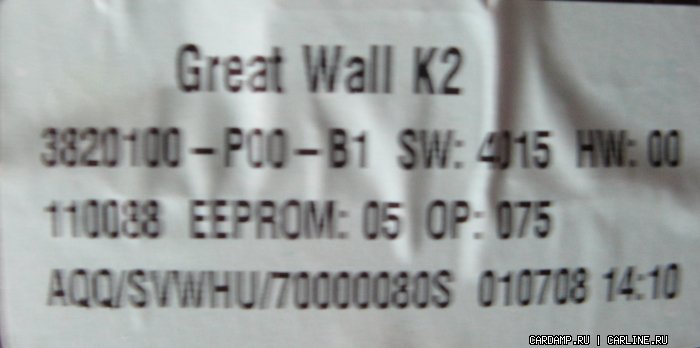 Great Wall K2
3820100-P00-B1 SW: 4015 HW: 00
110088 EEPROM: 05 OP: 075
AQQ/SVWHU/70000080S 010708 14:10
CARDAMP.RU | CARLINE.RU